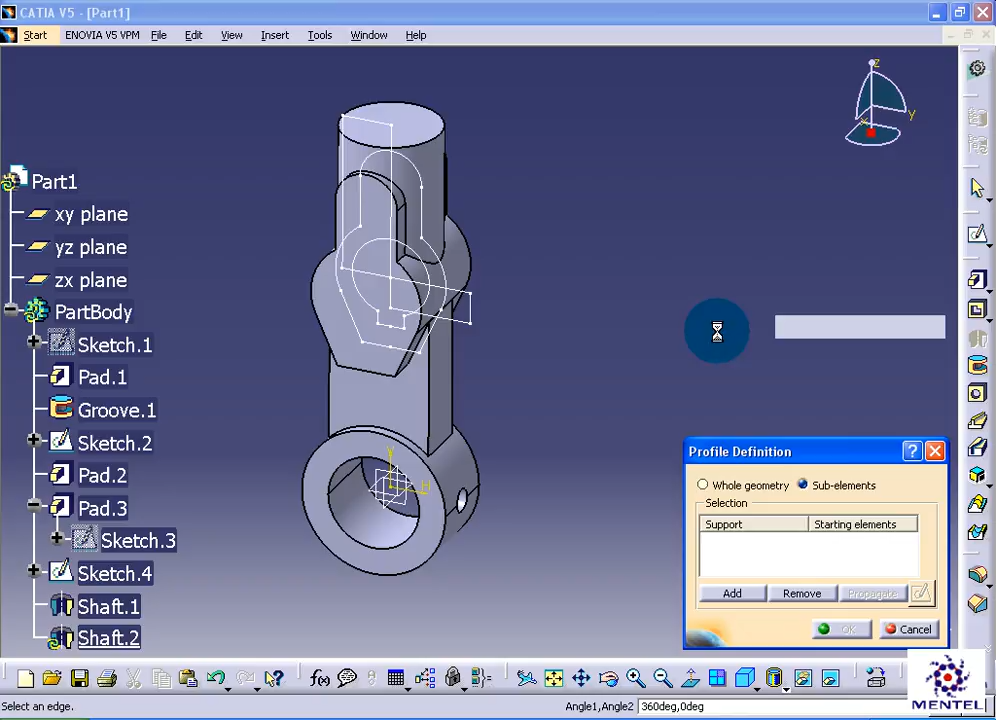 CATIA V5 - [Part1]
Start ENOVIA V5 VPM File Edit View Insert Tools Window Help
z
y
x
Part1
xy plane
yz plane
zx plane
PartBody
Sketch.1
Pad.1
Groove.1
Sketch.2
Pad.2
Pad.3
Sketch.3
Sketch.4
Shaft.1
Shaft.2
Y
H
Profile Definition
Whole geometry Sub-elements
Selection
Support Starting elements
Add Remove Propagate
OK Cancel
f(x)
MENTEL
Select an edge. Angle1,Angle2 360deg,0deg